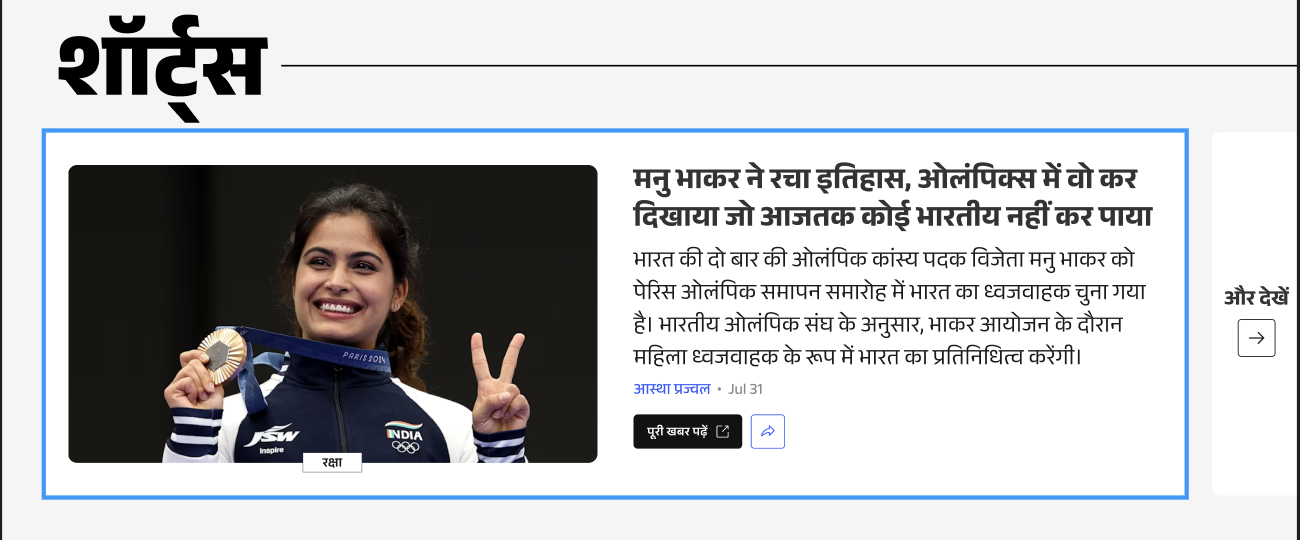 शॉर्ट्स
PARIS 2024
JSW
Inspire
INDIA
रक्षा
मनु भाकर ने रचा इतिहास, ओलंपिक्स में वो कर
दिखाया जो आजतक कोई भारतीय नहीं कर पाया
भारत की दो बार की ओलंपिक कांस्य पदक विजेता मनु भाकर को
पेरिस ओलंपिक समापन समारोह में भारत का ध्वजवाहक चुना गया
है। भारतीय ओलंपिक संघ के अनुसार, भाकर आयोजन के दौरान
महिला ध्वजवाहक के रूप में भारत का प्रतिनिधित्व करेंगी।
आस्था प्रज्वल • Jul 31
पूरी खबर पढ़ें
और देखें